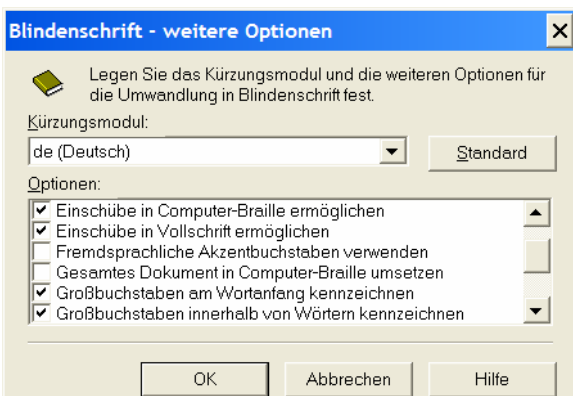 Blindenschrift - weitere Optionen
Legen Sie das Kürzungsmodul und die weiteren Optionen für
die Umwandlung in Blindenschrift fest.
Kürzungsmodul:
de (Deutsch)
Standard
Optionen:
Einschübe in Computer-Braille ermöglichen
Einschübe in Vollschrift ermöglichen
Fremdsprachliche Akzentbuchstaben verwenden
Gesamtes Dokument in Computer-Braille umsetzen
Großbuchstaben am Wortanfang kennzeichnen
Großbuchstaben innerhalb von Wörtern kennzeichnen
OK
Abbrechen
Hilfe